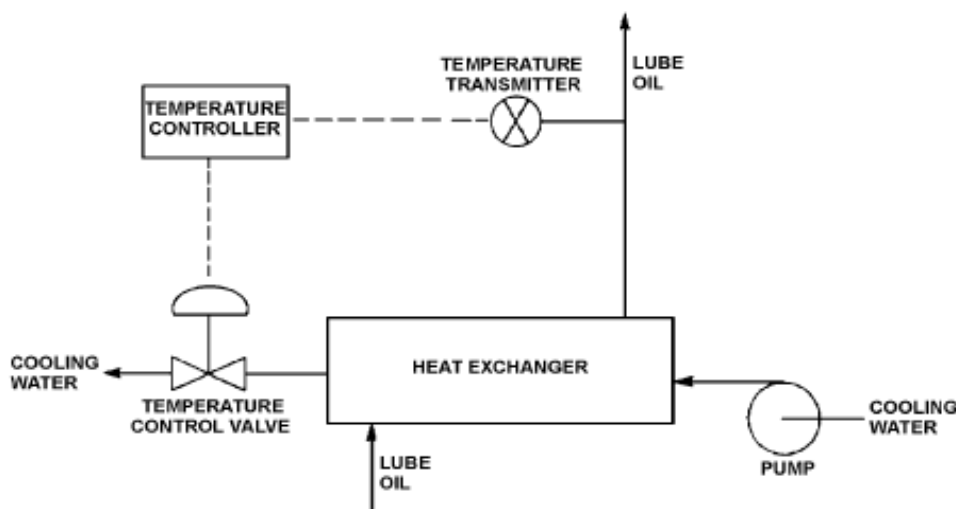 TEMPERATURE
TRANSMITTER
LUBE
OIL
TEMPERATURE
CONTROLLER
COOLING
WATER
TEMPERATURE
CONTROL VALVE
HEAT EXCHANGER
COOLING
WATER
PUMP
LUBE
OIL